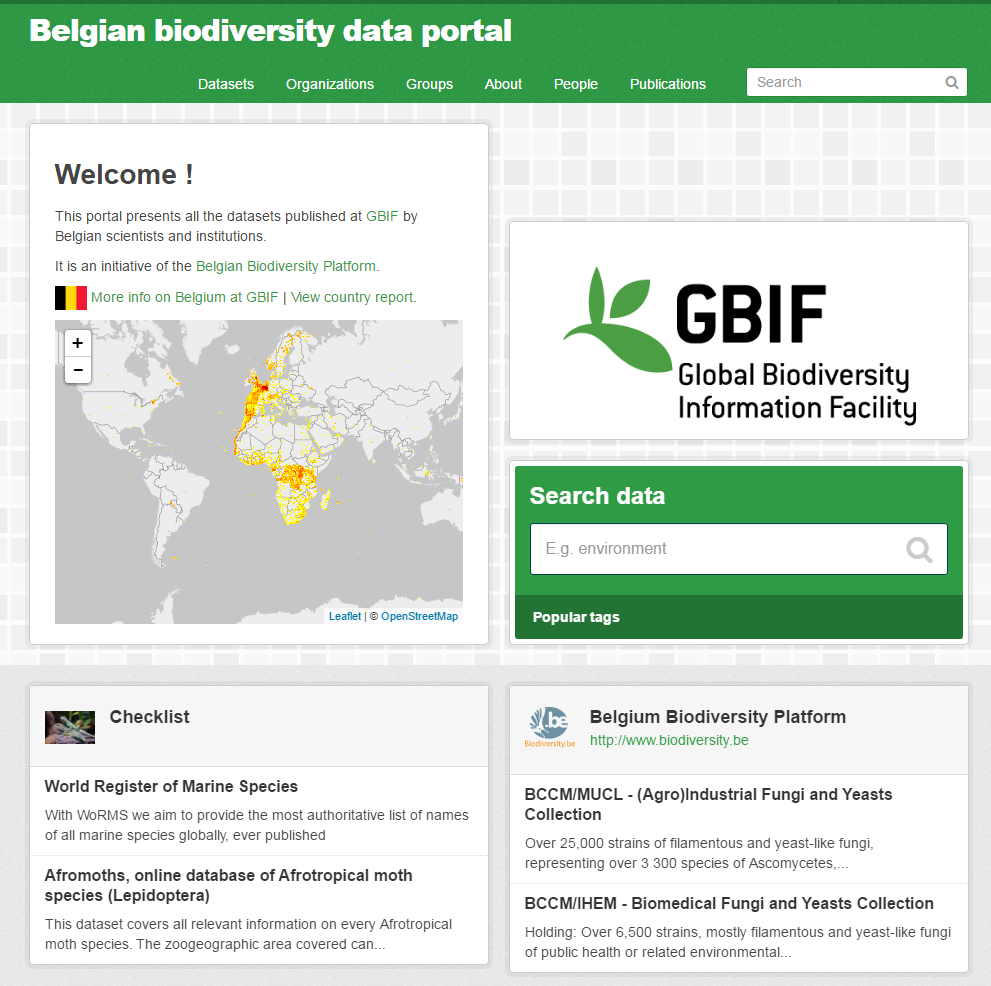 Belgian biodiversity data portal
Datasets Organizations Groups About People Publications Search
Welcome !
This portal presents all the datasets published at GBIF by
Belgian scientists and institutions.
It is an initiative of the Belgian Biodiversity Platform.
More info on Belgium at GBIF | View country report.
+
−
Leaflet | © OpenStreetMap
GBIF
Global Biodiversity
Information Facility
Search data
E.g. environment
Popular tags
Checklist
World Register of Marine Species
With WoRMS we aim to provide the most authoritative list of names
of all marine species globally, ever published
Afromoths, online database of Afrotropical moth
species (Lepidoptera)
This dataset covers all relevant information on every Afrotropical
moth species. The zoogeographic area covered can...
.be
Biodiversity.be
Belgium Biodiversity Platform
http://www.biodiversity.be
BCCM/MUCL - (Agro)Industrial Fungi and Yeasts
Collection
Over 25,000 strains of filamentous and yeast-like fungi,
representing over 3 300 species of Ascomycetes,...
BCCM/IHEM - Biomedical Fungi and Yeasts Collection
Holding: Over 6,500 strains, mostly filamentous and yeast-like fungi
of public health or related environmental...